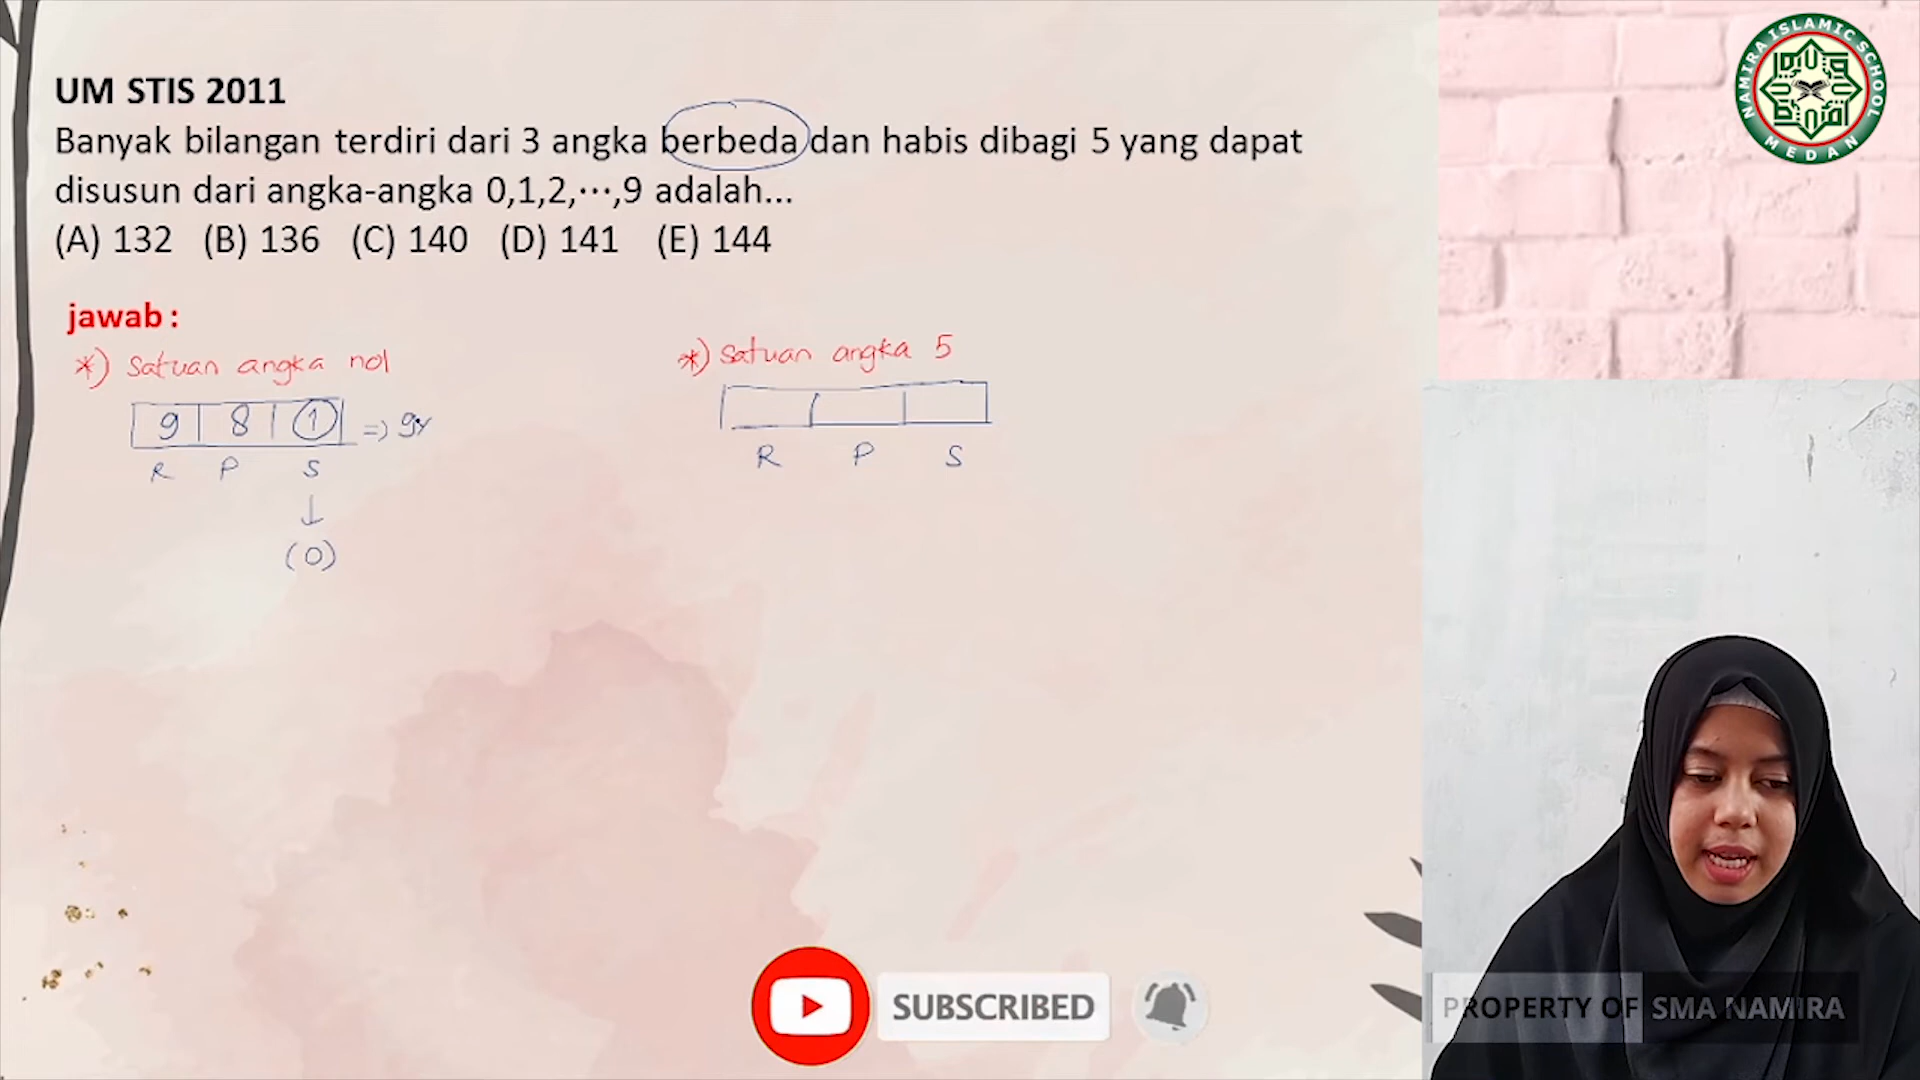 UM STIS 2011
Banyak bilangan terdiri dari 3 angka berbeda dan habis dibagi 5 yang dapat
disusun dari angka-angka 0,1,2,⋯,9 adalah...
(A) 132 (B) 136 (C) 140 (D) 141 (E) 144
jawab :
*) Satuan angka nol
9 8 1 => 9x
R P S
↓
(0)
*) Satuan angka 5
R P S
NAMIRA ISLAMIC SCHOOL
MEDAN
SUBSCRIBED
PROPERTY OF SMA NAMIRA